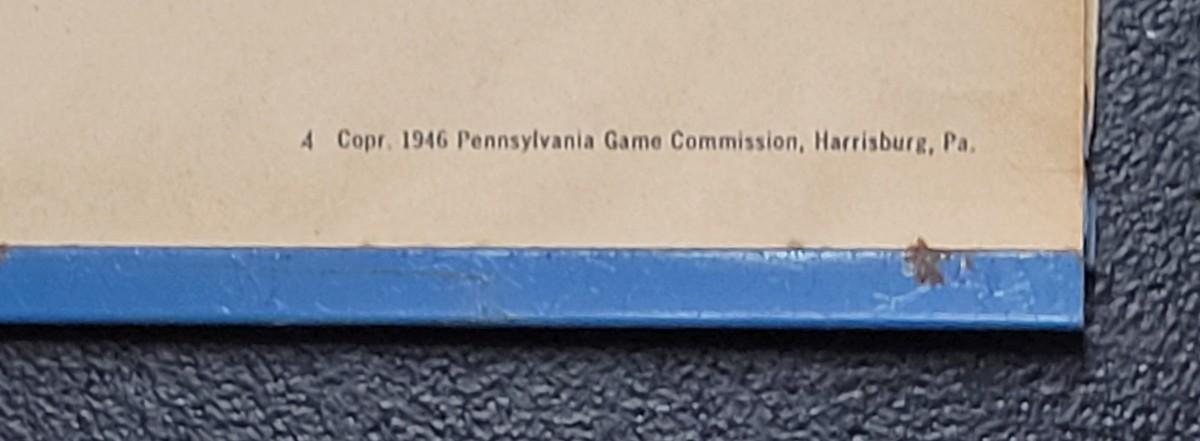 4 Copr. 1946 Pennsylvania Game Commission, Harrisburg, Pa.